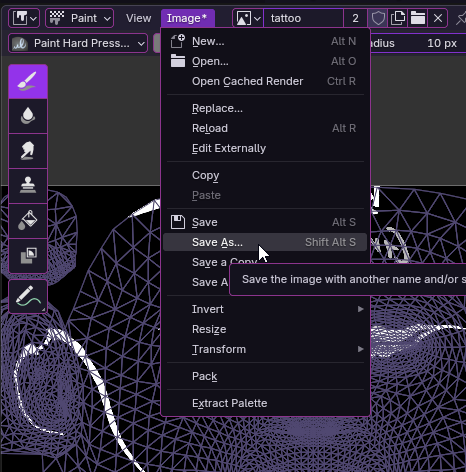 Paint View Image* tattoo 2
Paint Hard Press... dius 10 px
New... Alt N
Open... Alt O
Open Cached Render Ctrl R
Replace...
Reload Alt R
Edit Externally
Copy
Paste
Save Alt S
Save As... Shift Alt S
Save a Copy
Save A
Save the image with another name and/or s
Invert
Resize
Transform
Pack
Extract Palette